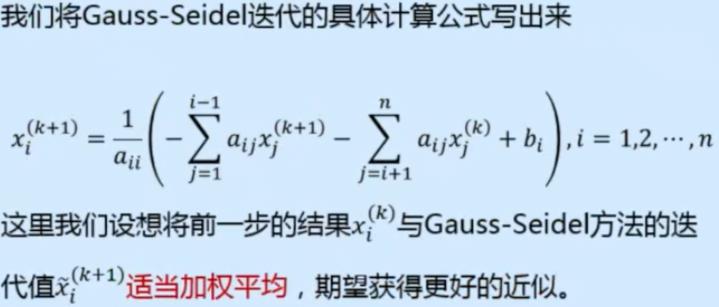 我们将Gauss-Seidel迭代的具体计算公式写出来
x_i^{(k+1)} = \frac{1}{a_{ii}} \left( -\sum_{j=1}^{i-1} a_{ij} x_j^{(k+1)} - \sum_{j=i+1}^{n} a_{ij} x_j^{(k)} + b_i \right), i = 1,2,\cdots,n
这里我们设想将前一步的结果x_i^{(k)}与Gauss-Seidel方法的迭
代值\tilde{x}_i^{(k+1)}适当加权平均，期望获得更好的近似。